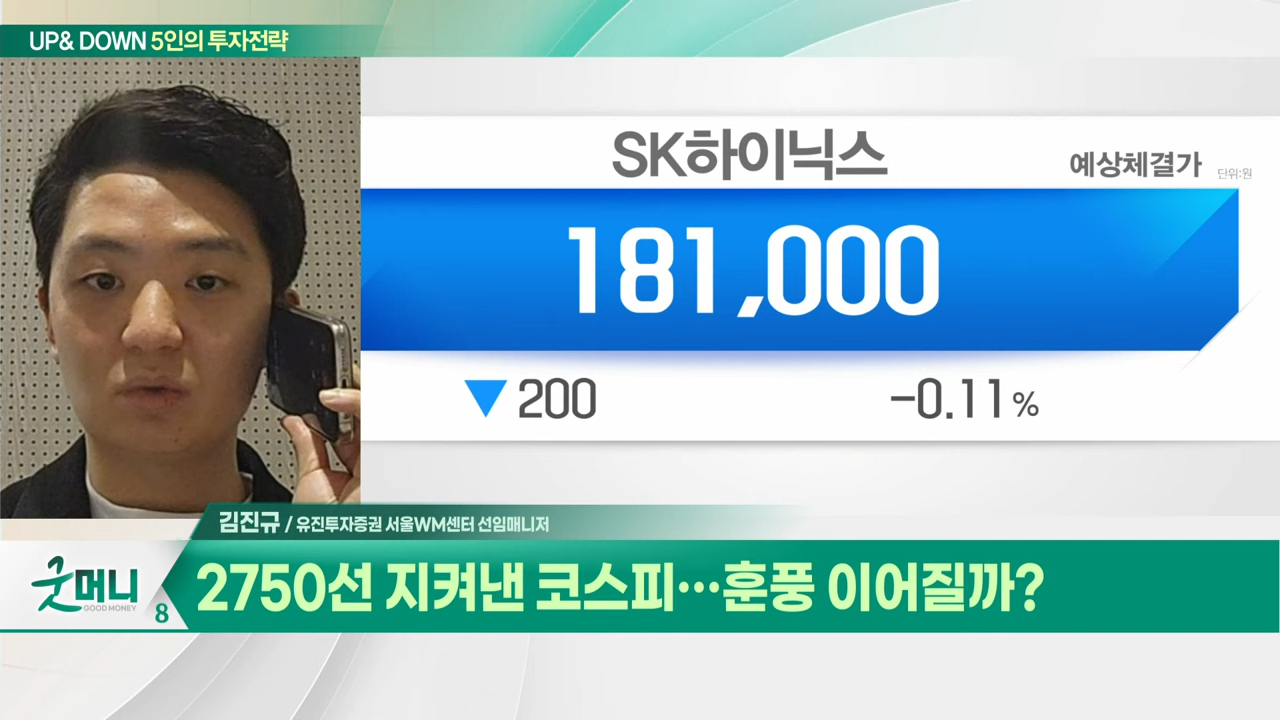 UP& DOWN 5인의 투자전략
SK하이닉스
예상체결가 단위:원
181,000
▼200 -0.11%
김진규 / 유진투자증권 서울WM센터 선임매니저
굿머니
GOOD MONEY
8
2750선 지켜낸 코스피…훈풍 이어질까?